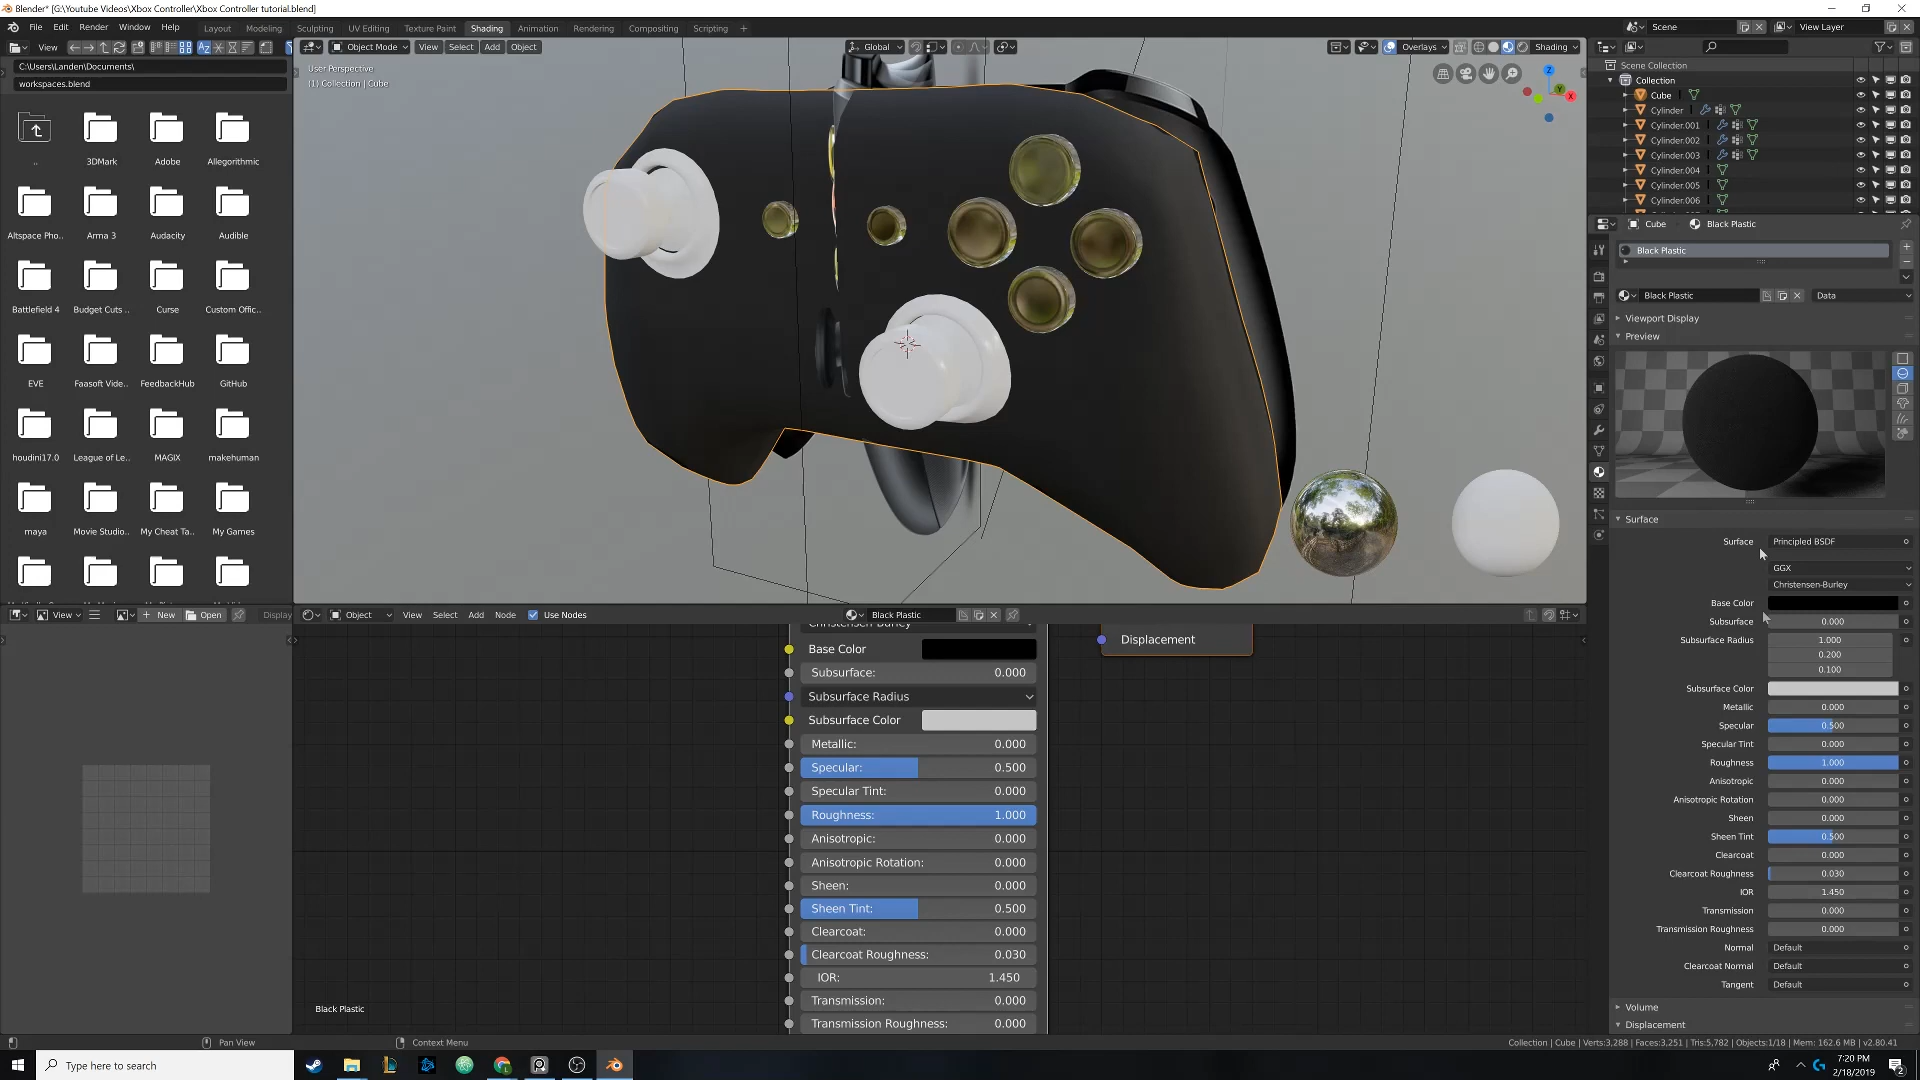 Blender* [G:\Youtube Videos\Xbox Controller\Xbox Controller tutorial.blend]
File Edit Render Window Help Layout Modeling Sculpting UV Editing Texture Paint Shading Animation Rendering Compositing Scripting + Scene View Layer
View Object Mode View Select Add Object Global Overlays Shading
C:\Users\Landen\Documents\
workspaces.blend
.. 3DMark Adobe Allegorithmic
Altspace Pho... Arma 3 Audacity Audible
Battlefield 4 Budget Cuts ... Curse Custom Offic...
EVE Faasoft Vide... FeedbackHub GitHub
houdini17.0 League of Le... MAGIX makehuman
maya Movie Studio... My Cheat Ta... My Games
User Perspective
(1) Collection | Cube
Z
Y
X
Scene Collection
Collection
Cube
Cylinder
Cylinder.001
Cylinder.002
Cylinder.003
Cylinder.004
Cylinder.005
Cylinder.006
Cube Black Plastic
Black Plastic
Black Plastic Data
Viewport Display
Preview
Surface
Surface Principled BSDF
GGX
Christensen-Burley
Base Color
Subsurface 0.000
Subsurface Radius 1.000
0.200
0.100
Subsurface Color
Metallic 0.000
Specular 0.500
Specular Tint 0.000
Roughness 1.000
Anisotropic 0.000
Anisotropic Rotation 0.000
Sheen 0.000
Sheen Tint 0.500
Clearcoat 0.000
Clearcoat Roughness 0.030
IOR 1.450
Transmission 0.000
Transmission Roughness 0.000
Normal Default
Clearcoat Normal Default
Tangent Default
Volume
Displacement
View New Open Display
Object View Select Add Node Use Nodes Black Plastic
Christensen-Burley
Base Color
Subsurface: 0.000
Subsurface Radius
Subsurface Color
Metallic: 0.000
Specular: 0.500
Specular Tint: 0.000
Roughness: 1.000
Anisotropic: 0.000
Anisotropic Rotation: 0.000
Sheen: 0.000
Sheen Tint: 0.500
Clearcoat: 0.000
Clearcoat Roughness: 0.030
IOR: 1.450
Transmission: 0.000
Transmission Roughness: 0.000
Displacement
Black Plastic
Pan View Context Menu Collection | Cube | Verts:3,288 | Faces:3,251 | Tris:5,782 | Objects:1/18 | Mem: 162.6 MB | v2.80.41
Type here to search
7:20 PM
2/18/2019
2